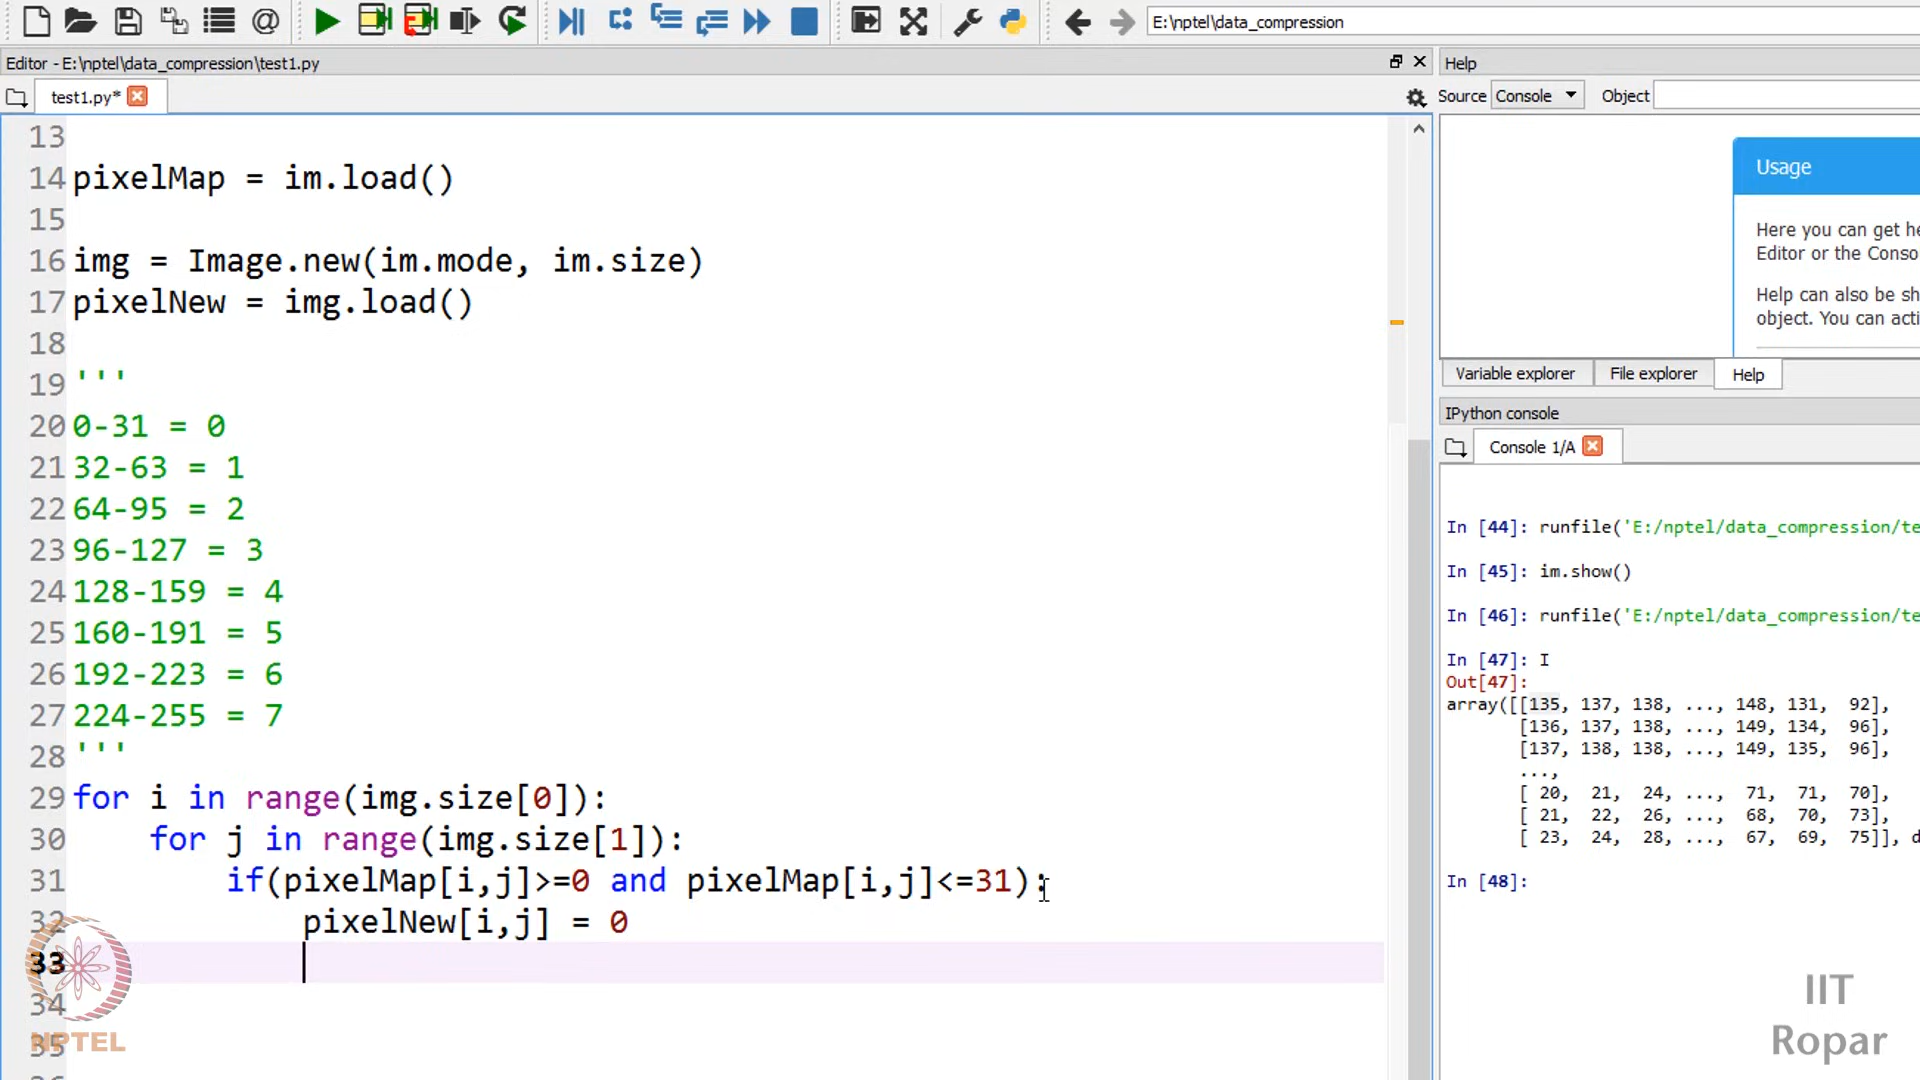 E:\nptel\data_compression
Editor - E:\nptel\data_compression\test1.py
Help
test1.py*
Source Console Object
13
14 pixelMap = im.load()
15
16 img = Image.new(im.mode, im.size)
17 pixelNew = img.load()
18
19 '''
20 0-31 = 0
21 32-63 = 1
22 64-95 = 2
23 96-127 = 3
24 128-159 = 4
25 160-191 = 5
26 192-223 = 6
27 224-255 = 7
28 '''
29 for i in range(img.size[0]):
30 for j in range(img.size[1]):
31 if(pixelMap[i,j]>=0 and pixelMap[i,j]<=31):
32 pixelNew[i,j] = 0
33
34
35
NPTEL
Usage
Here you can get he
Editor or the Conso
Help can also be sh
object. You can acti
Variable explorer File explorer Help
IPython console
Console 1/A
In [44]: runfile('E:/nptel/data_compression/te
In [45]: im.show()
In [46]: runfile('E:/nptel/data_compression/te
In [47]: I
Out[47]:
array([[135, 137, 138, ..., 148, 131, 92],
[136, 137, 138, ..., 149, 134, 96],
[137, 138, 138, ..., 149, 135, 96],
...,
[ 20, 21, 24, ..., 71, 71, 70],
[ 21, 22, 26, ..., 68, 70, 73],
[ 23, 24, 28, ..., 67, 69, 75]], d
In [48]:
IIT
Ropar